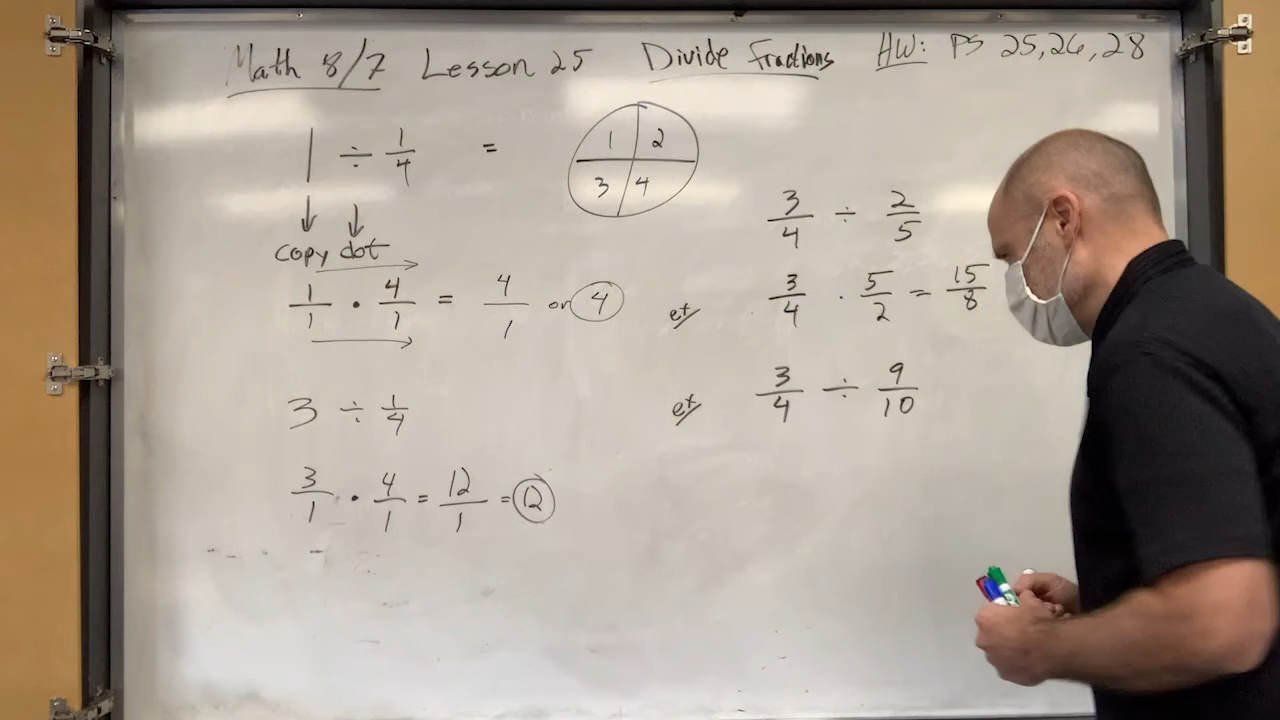 Math 8/7 Lesson 25 Divide Fractions HW: PS 25, 26, 28
1 ÷ 1/4 =
1 2
3 4
↓ ↓
copy dot
1/1 · 4/1 = 4/1 or 4
3 ÷ 1/4
3/1 · 4/1 = 12/1 = 12
3/4 ÷ 2/5
ex 3/4 · 5/2 = 15/8
ex 3/4 ÷ 9/10